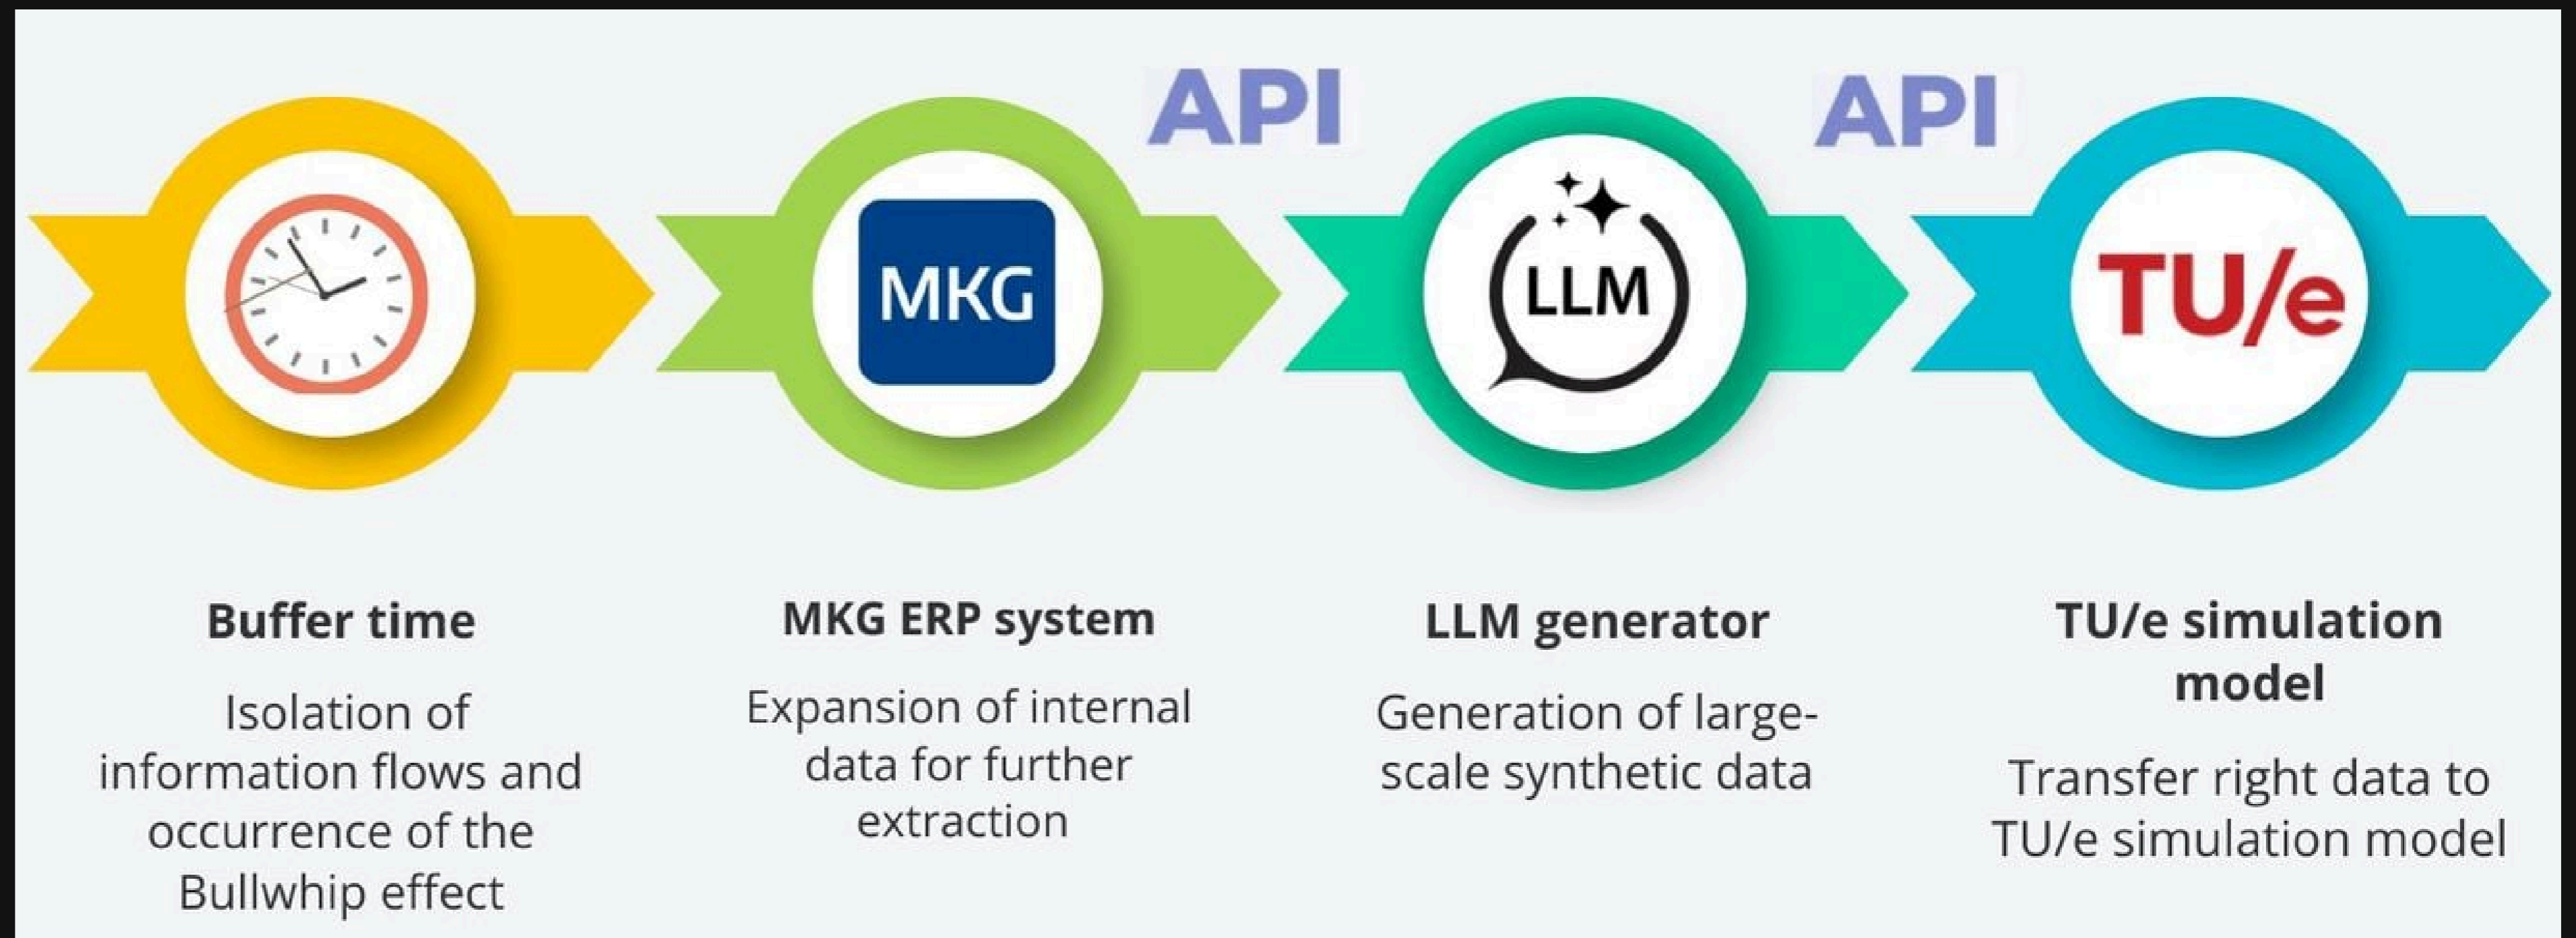 API
API
MKG
LLM
TU/e
Buffer time
Isolation of
information flows and
occurrence of the
Bullwhip effect
MKG ERP system
Expansion of internal
data for further
extraction
LLM generator
Generation of large-
scale synthetic data
TU/e simulation
model
Transfer right data to
TU/e simulation model